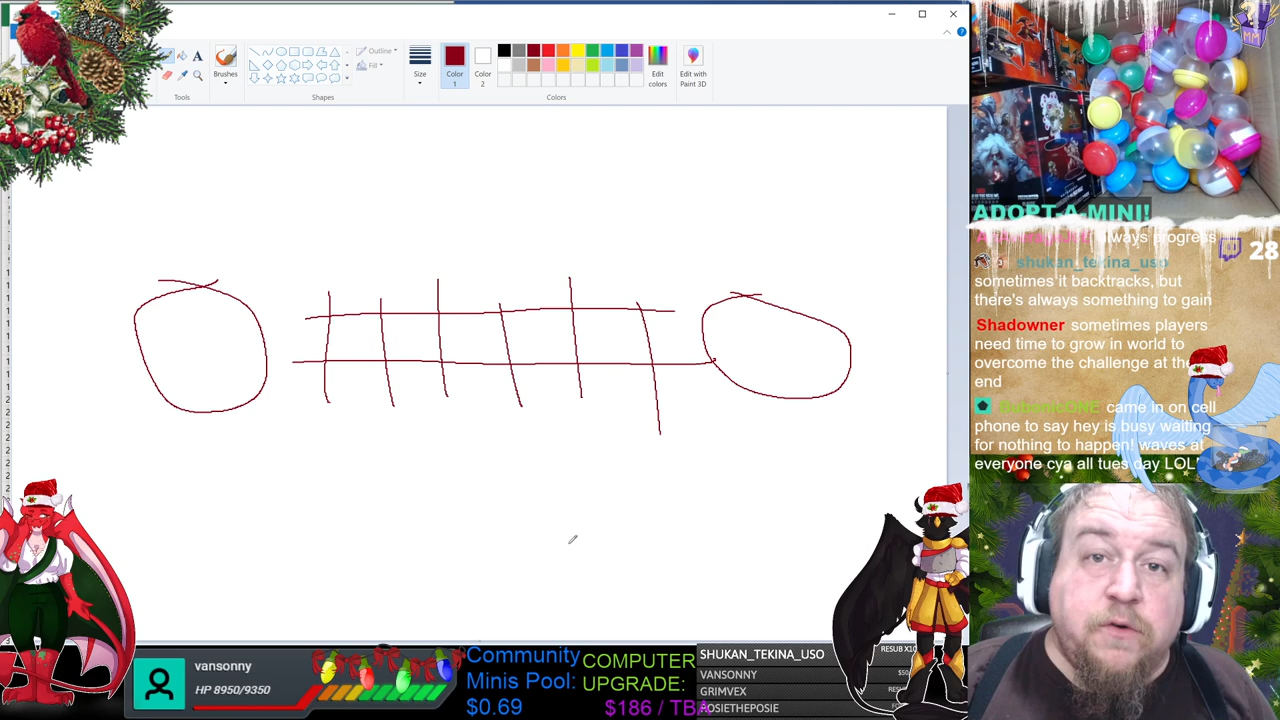 Outline
Fill
Brushes
Size
Color
1
Color
2
Edit
colors
Edit with
Paint 3D
Tools
Shapes
Colors
MM
ADOPT-A-MINI!
always progress
28
shukan_tekina_uso
sometimes it backtracks, but
there's always something to gain
Shadowner sometimes players
need time to grow in world to
overcome the challenge at the
end
came in on cell
phone to say hey is busy waiting
for nothing to happen! waves at
everyone cya all tues day LOL
vansonny
HP 8950/9350
Community
Minis Pool:
$0.69
COMPUTER
UPGRADE:
$186 / TBA
SHUKAN_TEKINA_USO RESUB X10
VANSONNY $50
GRIMVEX
ROSIETHEPOSIE